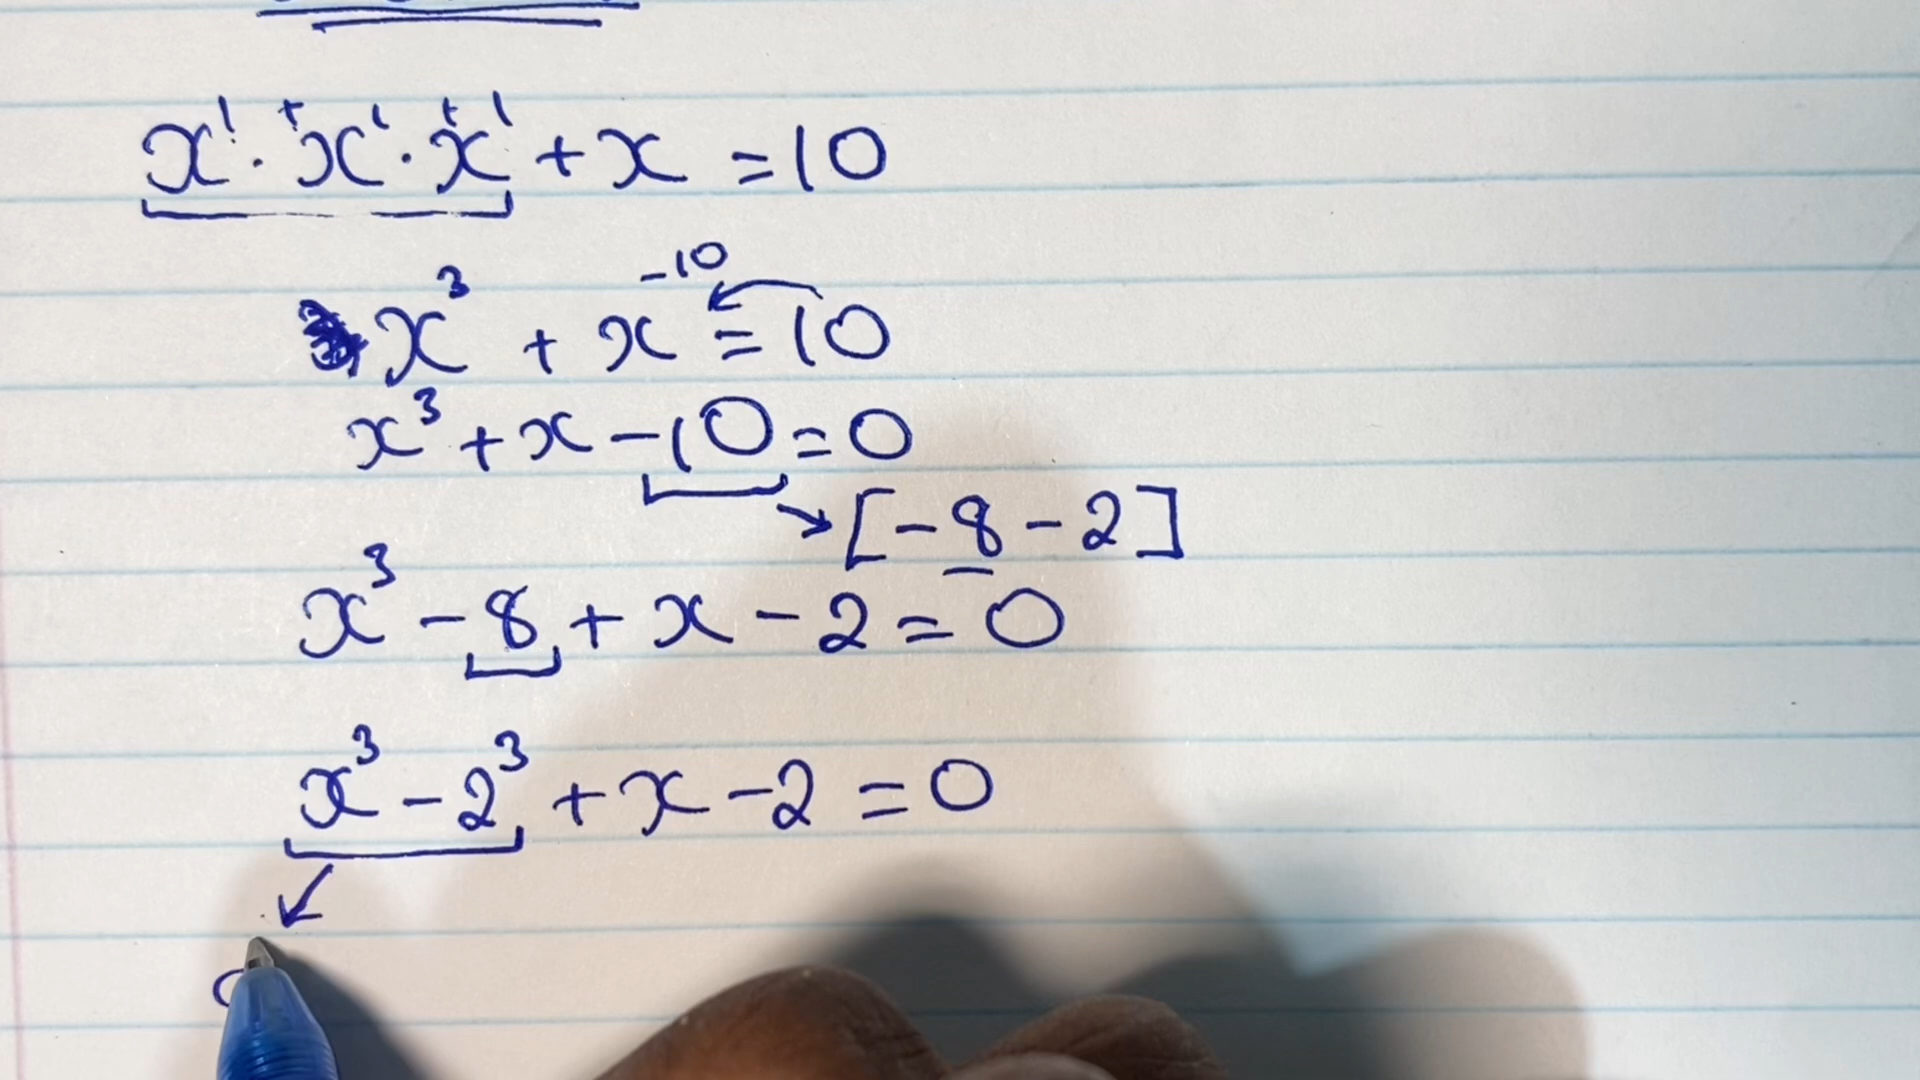 x¹ · ⁺x¹ · ⁺x¹ + x = 10
-10
x³ + x = 10
x³ + x - 10 = 0
→ [-8 - 2]
x³ - 8 + x - 2 = 0
x³ - 2³ + x - 2 = 0